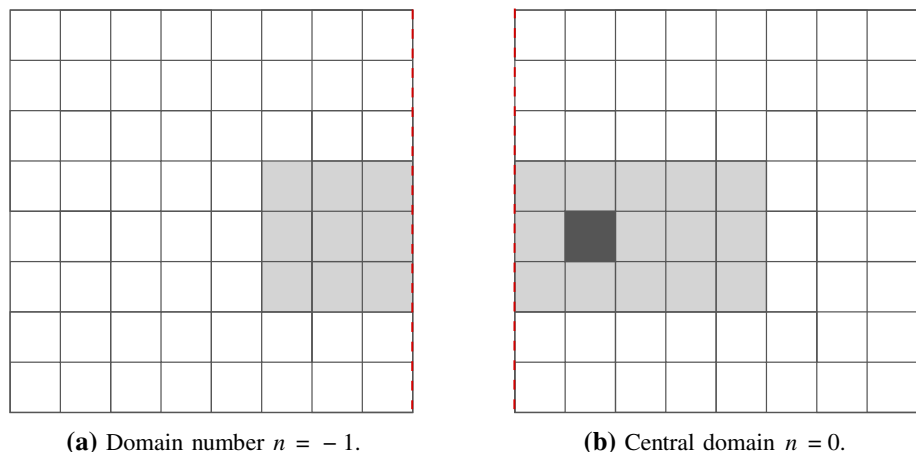 (a) Domain number n = − 1.
(b) Central domain n = 0.